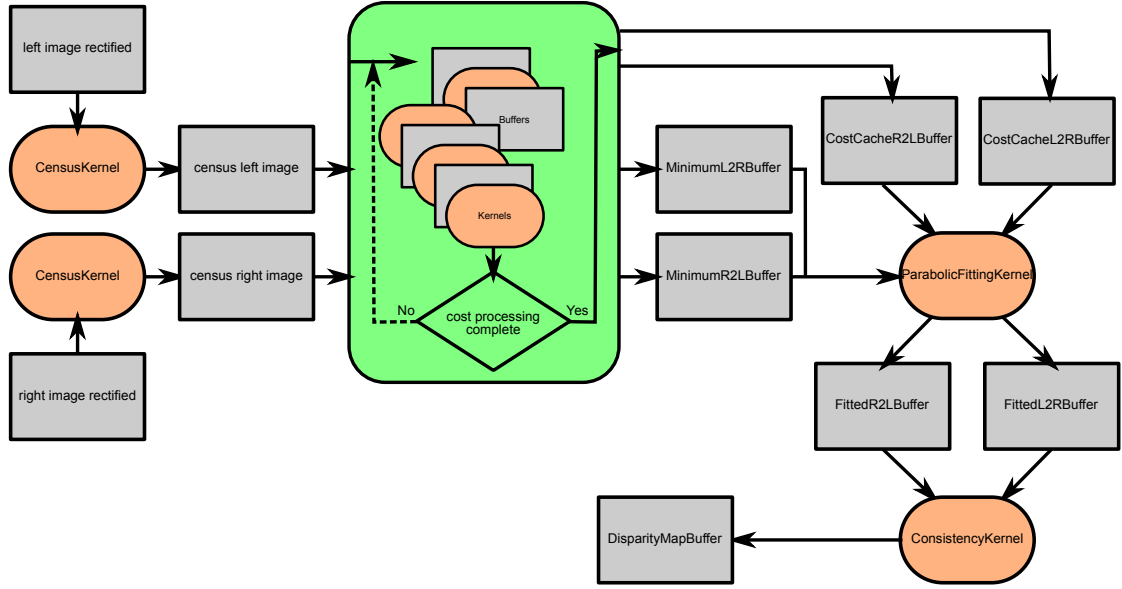 left image rectified
CensusKernel
census left image
CensusKernel
census right image
right image rectified
Buffers
Kernels
No
cost processing
complete
Yes
MinimumL2RBuffer
MinimumR2LBuffer
CostCacheR2LBuffer
CostCacheL2RBuffer
ParabolicFittingKernel
FittedR2LBuffer
FittedL2RBuffer
DisparityMapBuffer
ConsistencyKernel